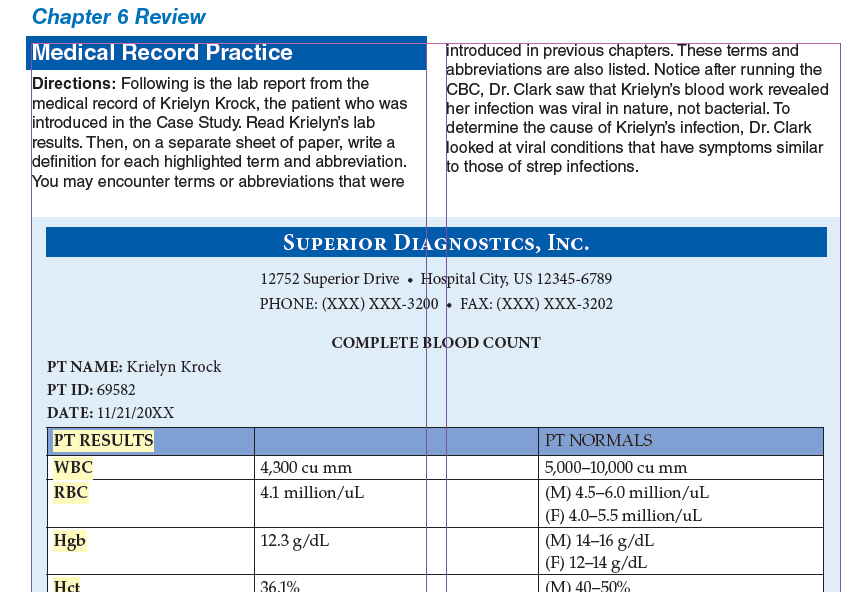 Chapter 6 Review
Medical Record Practice
Directions: Following is the lab report from the
medical record of Krielyn Krock, the patient who was
introduced in the Case Study. Read Krielyn's lab
results. Then, on a separate sheet of paper, write a
definition for each highlighted term and abbreviation.
You may encounter terms or abbreviations that were
introduced in previous chapters. These terms and
abbreviations are also listed. Notice after running the
CBC, Dr. Clark saw that Krielyn's blood work revealed
her infection was viral in nature, not bacterial. To
determine the cause of Krielyn's infection, Dr. Clark
looked at viral conditions that have symptoms similar
to those of strep infections.
SUPERIOR DIAGNOSTICS, INC.
12752 Superior Drive • Hospital City, US 12345-6789
PHONE: (XXX) XXX-3200 • FAX: (XXX) XXX-3202
COMPLETE BLOOD COUNT
PT NAME: Krielyn Krock
PT ID: 69582
DATE: 11/21/20XX
PT RESULTS PT NORMALS
WBC 4,300 cu mm 5,000–10,000 cu mm
RBC 4.1 million/uL (M) 4.5–6.0 million/uL
(F) 4.0–5.5 million/uL
Hgb 12.3 g/dL (M) 14–16 g/dL
(F) 12–14 g/dL
Hct 36.1% (M) 40–50%